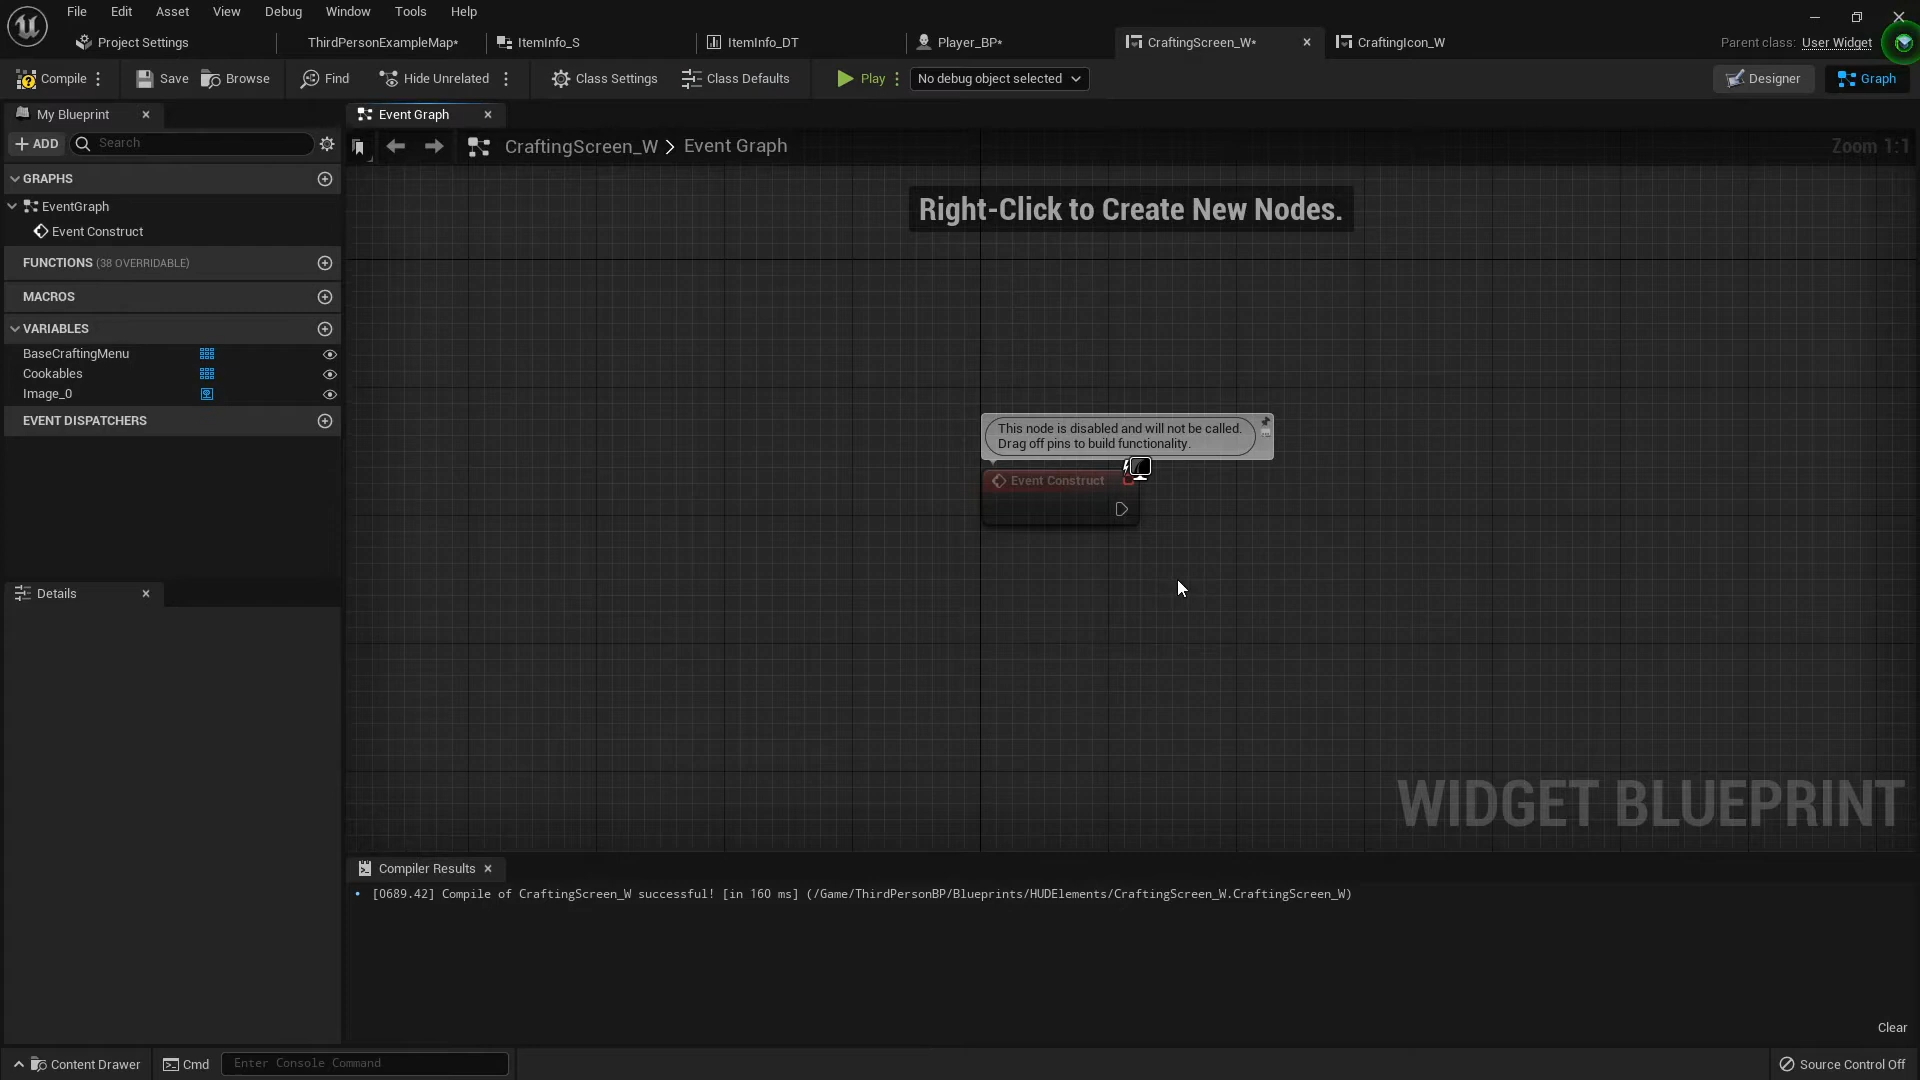 File Edit Asset View Debug Window Tools Help
Project Settings ThirdPersonExampleMap* ItemInfo_S ItemInfo_DT Player_BP* CraftingScreen_W* CraftingIcon_W Parent class: User Widget
Compile Save Browse Find Hide Unrelated Class Settings Class Defaults Play No debug object selected Designer Graph
My Blueprint Event Graph
+ ADD Search CraftingScreen_W > Event Graph Zoom 1:1
GRAPHS
Right-Click to Create New Nodes.
EventGraph
Event Construct
FUNCTIONS (38 OVERRIDABLE)
MACROS
VARIABLES
BaseCraftingMenu
Cookables
Image_0
EVENT DISPATCHERS
This node is disabled and will not be called.
Drag off pins to build functionality.
Event Construct
Details
WIDGET BLUEPRINT
Compiler Results
• [0689.42] Compile of CraftingScreen_W successful! [in 160 ms] (/Game/ThirdPersonBP/Blueprints/HUDElements/CraftingScreen_W.CraftingScreen_W)
Clear
Content Drawer Cmd Enter Console Command Source Control Off